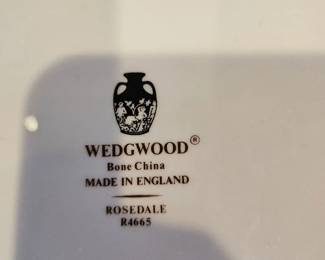 WEDGWOOD®
Bone China
MADE IN ENGLAND
ROSEDALE
R4665